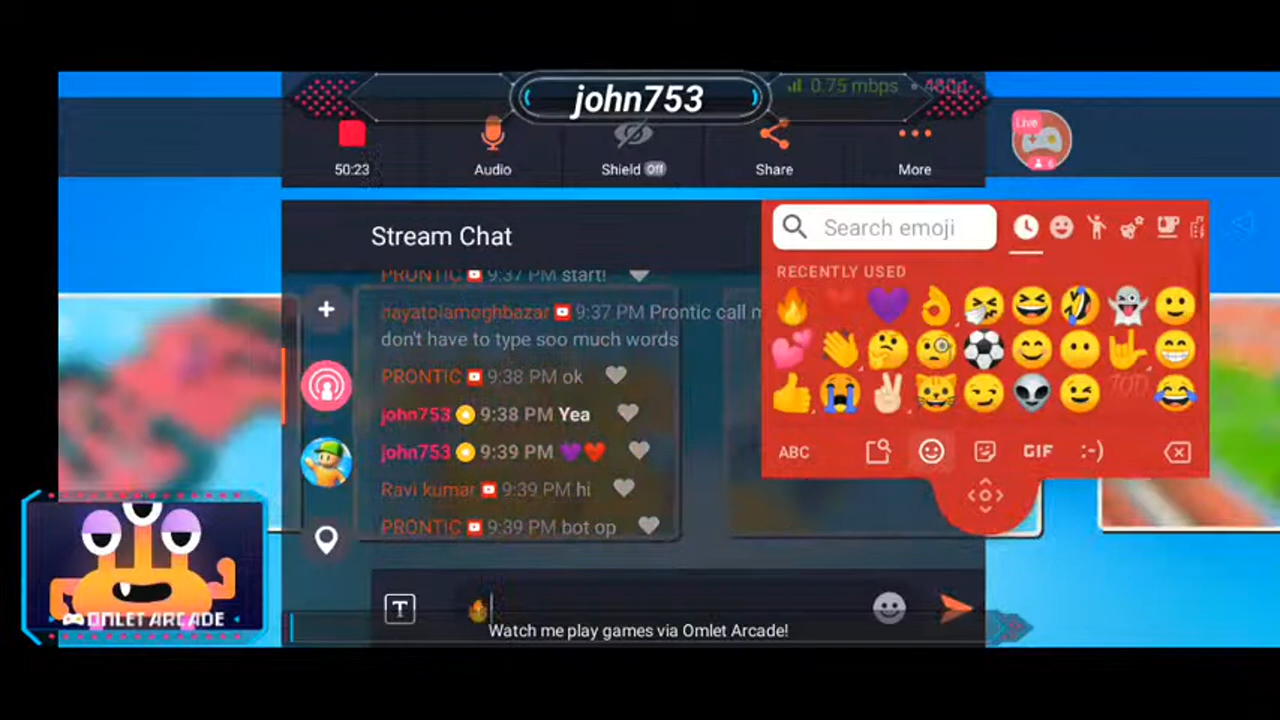 john753
0.75 mbps • 480p
Live
6
50:23
Audio
Shield Off
Share
More
Stream Chat
Search emoji
RECENTLY USED
PRONTIC 9:37 PM start!
nayatolamoghbazar 9:37 PM Prontic call m
don't have to type soo much words
PRONTIC 9:38 PM ok
john753 9:38 PM Yea
john753 9:39 PM 💜❤️
Ravi kumar 9:39 PM hi
PRONTIC 9:39 PM bot op
ABC
GIF
:-)
T
OMLET ARCADE
Watch me play games via Omlet Arcade!